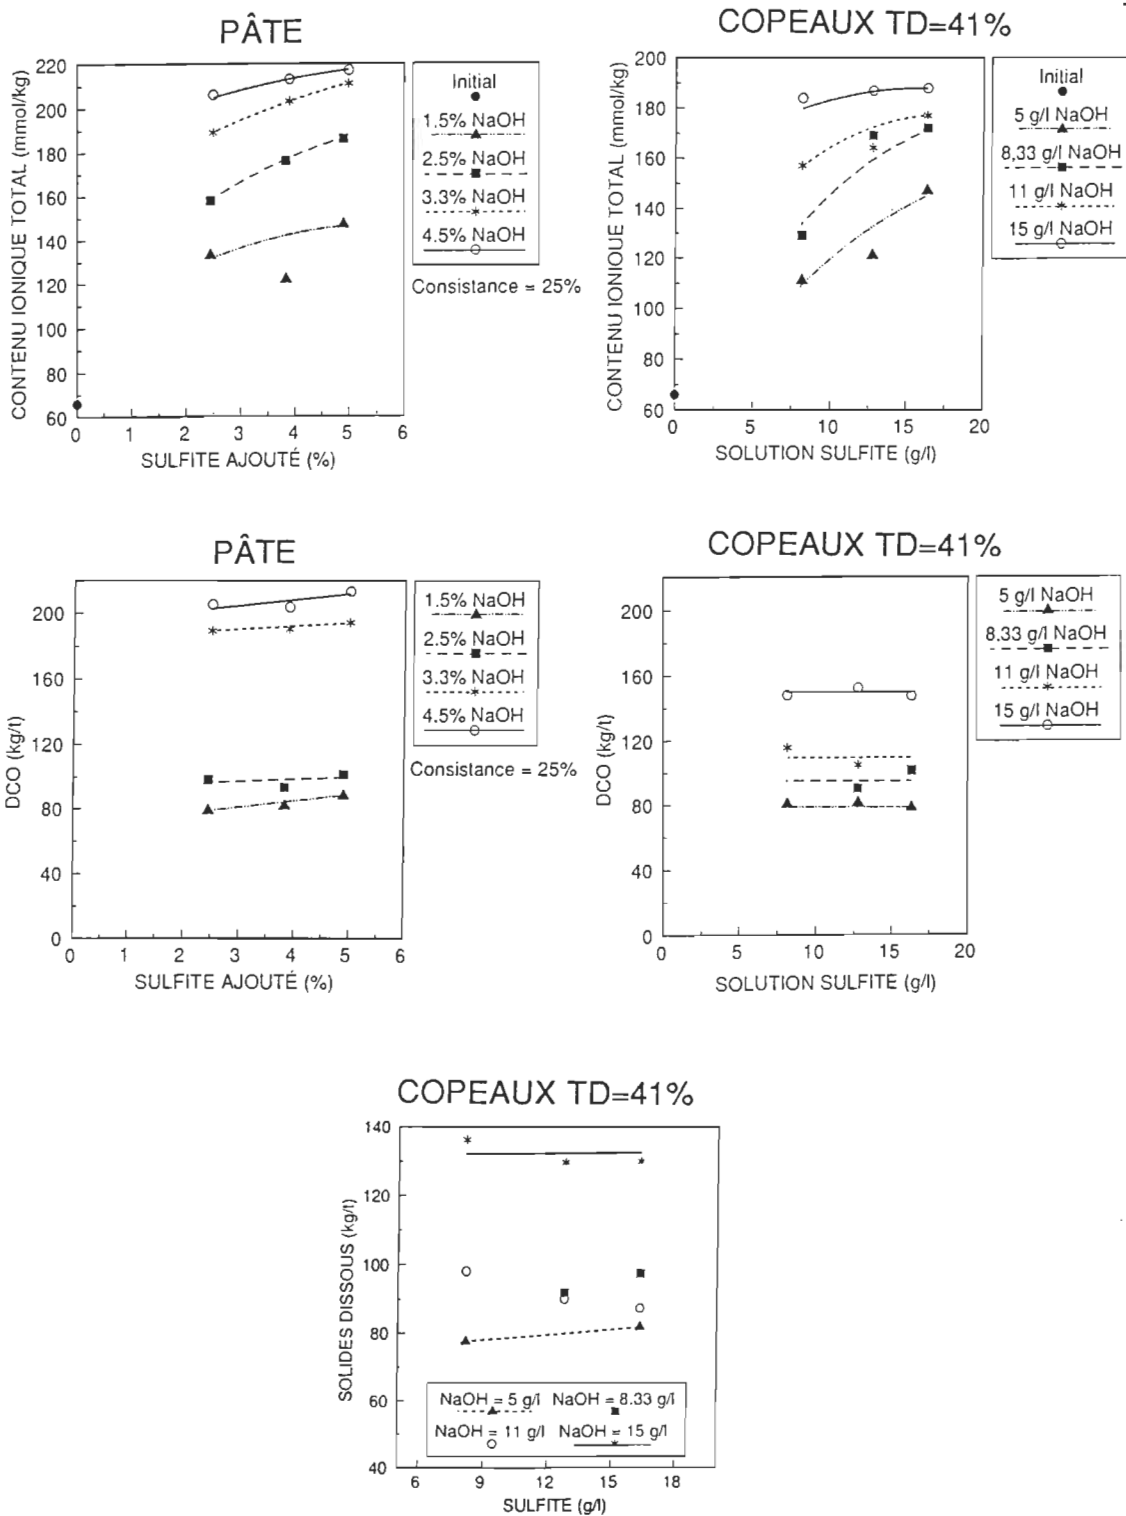 PÂTE
CONTENU IONIQUE TOTAL (mmol/kg)
220
200
180
160
140
120
100
80
60
0 1 2 3 4 5 6
SULFITE AJOUTÉ (%)
Initial
1.5% NaOH
2.5% NaOH
3.3% NaOH
4.5% NaOH
Consistance = 25%
COPEAUX TD=41%
CONTENU IONIQUE TOTAL (mmol/kg)
200
180
160
140
120
100
80
60
0 5 10 15 20
SOLUTION SULFITE (g/l)
Initial
5 g/l NaOH
8,33 g/l NaOH
11 g/l NaOH
15 g/l NaOH
PÂTE
DCO (kg/t)
200
160
120
80
40
0
0 1 2 3 4 5 6
SULFITE AJOUTÉ (%)
1.5% NaOH
2.5% NaOH
3.3% NaOH
4.5% NaOH
Consistance = 25%
COPEAUX TD=41%
DCO (kg/t)
200
160
120
80
40
0
0 5 10 15 20
SOLUTION SULFITE (g/l)
5 g/l NaOH
8.33 g/l NaOH
11 g/l NaOH
15 g/l NaOH
COPEAUX TD=41%
SOLIDES DISSOUS (kg/t)
140
120
100
80
60
40
NaOH = 5 g/l NaOH = 8.33 g/l
NaOH = 11 g/l NaOH = 15 g/l
6 9 12 15 18
SULFITE (g/l)